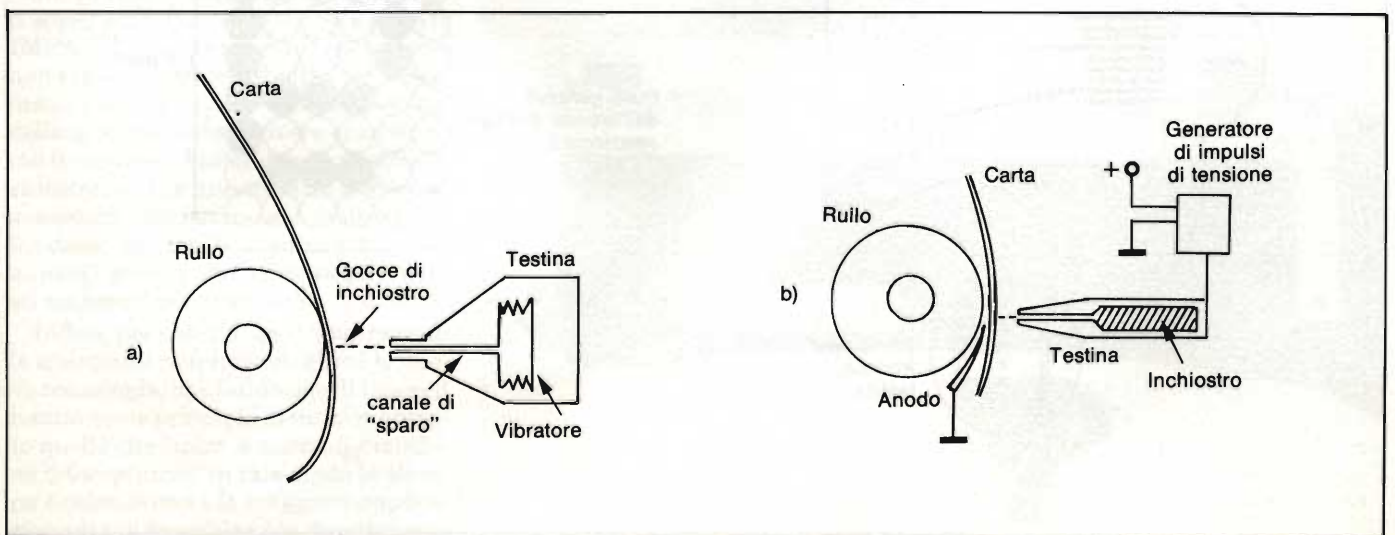 Carta
Rullo
Gocce di
inchiostro
Testina
a)
canale di
"sparo"
Vibratore
Generatore
di impulsi
di tensione
+
Carta
Rullo
b)
Testina
Inchiostro
Anodo